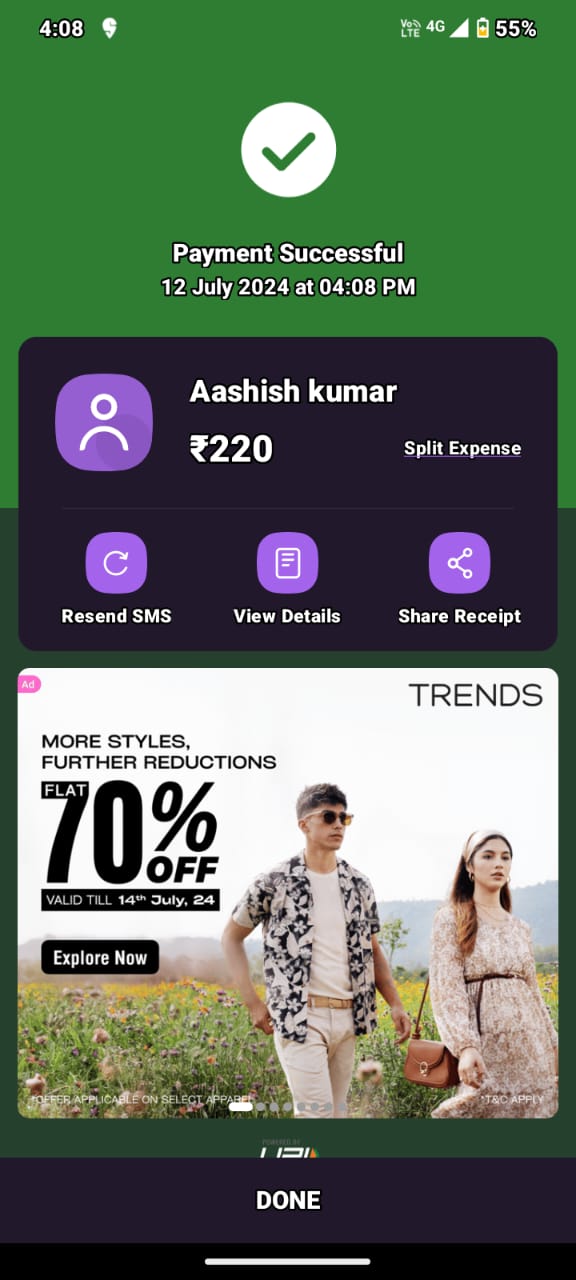 4:08
Vo))
LTE
4G
55%
Payment Successful
12 July 2024 at 04:08 PM
Aashish kumar
₹220
Split Expense
Resend SMS
View Details
Share Receipt
Ad
TRENDS
MORE STYLES,
FURTHER REDUCTIONS
FLAT
70%
OFF
VALID TILL 14th July, 24
Explore Now
*OFFER APPLICABLE ON SELECT APPAREL
*T&C APPLY
POWERED BY
UPI
DONE